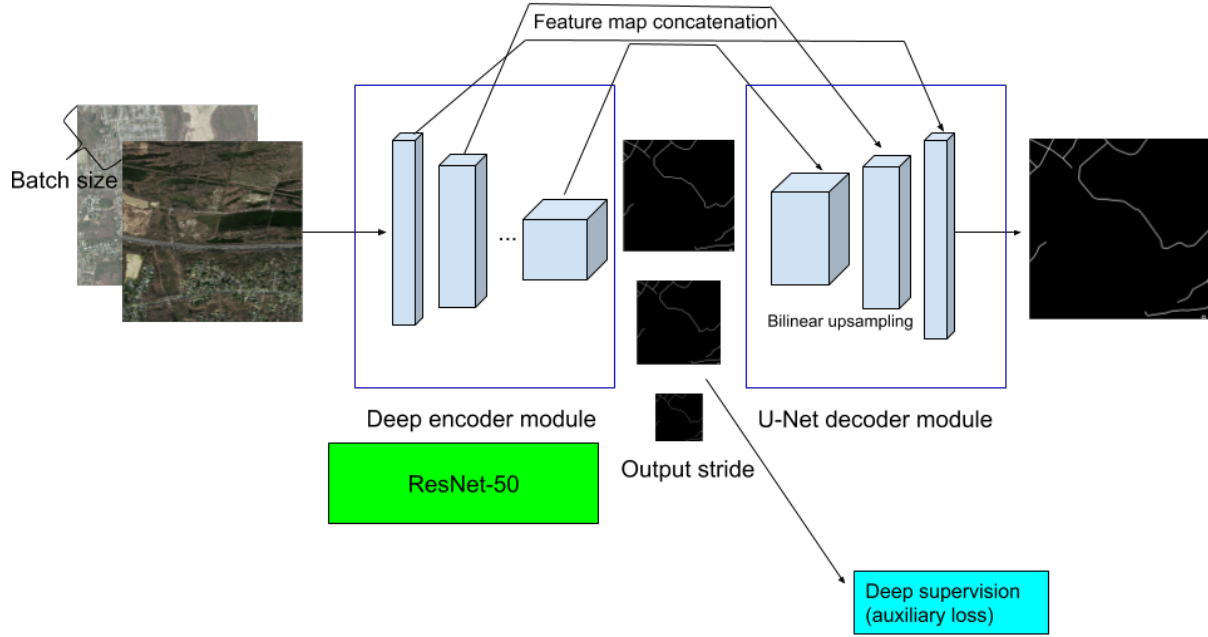 Feature map concatenation
Batch size
Bilinear upsampling
...
Deep encoder module
U-Net decoder module
Output stride
ResNet-50
Deep supervision
(auxiliary loss)